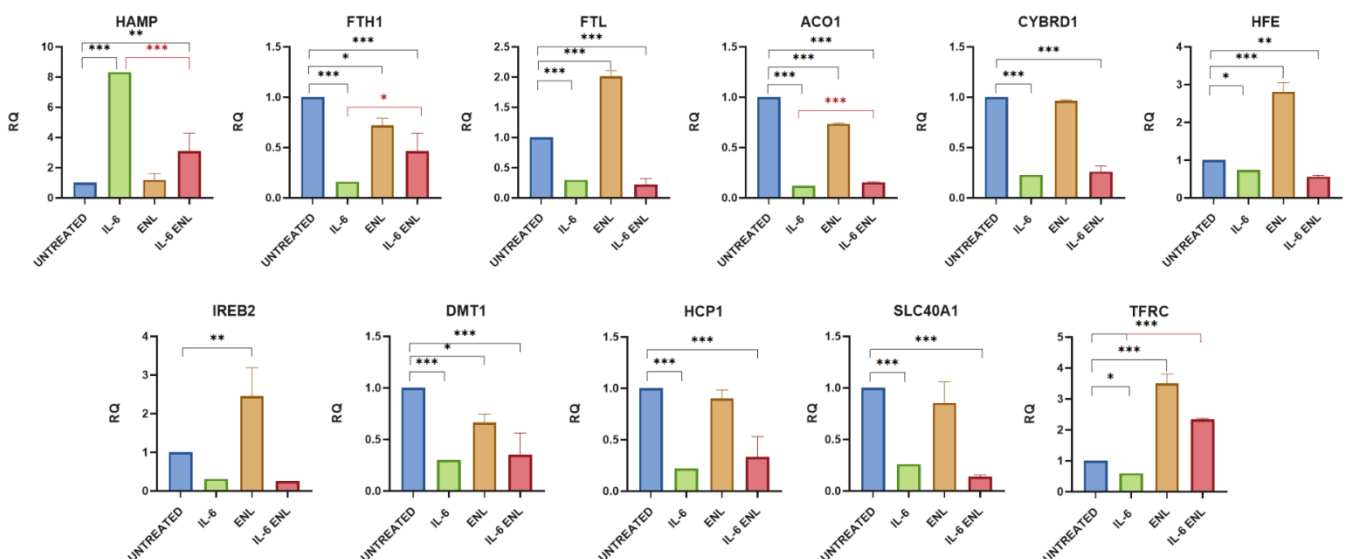 HAMP
**
*** ***
10
8
6
4
2
0
RQ
UNTREATED
IL-6
ENL
IL-6 ENL
FTH1
***
*
***
*
1.5
1.0
0.5
0.0
RQ
UNTREATED
IL-6
ENL
IL-6 ENL
FTL
***
***
***
2.5
2.0
1.5
1.0
0.5
0.0
RQ
UNTREATED
IL-6
ENL
IL-6 ENL
ACO1
***
***
***
***
1.5
1.0
0.5
0.0
RQ
UNTREATED
IL-6
ENL
IL-6 ENL
CYBRD1
***
***
1.5
1.0
0.5
0.0
RQ
UNTREATED
IL-6
ENL
IL-6 ENL
HFE
**
***
*
4
3
2
1
0
RQ
UNTREATED
IL-6
ENL
IL-6 ENL
IREB2
**
4
3
2
1
0
RQ
UNTREATED
IL-6
ENL
IL-6 ENL
DMT1
***
*
***
1.5
1.0
0.5
0.0
RQ
UNTREATED
IL-6
ENL
IL-6 ENL
HCP1
***
***
1.5
1.0
0.5
0.0
RQ
UNTREATED
IL-6
ENL
IL-6 ENL
SLC40A1
***
***
1.5
1.0
0.5
0.0
RQ
UNTREATED
IL-6
ENL
IL-6 ENL
TFRC
***
***
*
5
4
3
2
1
0
RQ
UNTREATED
IL-6
ENL
IL-6 ENL